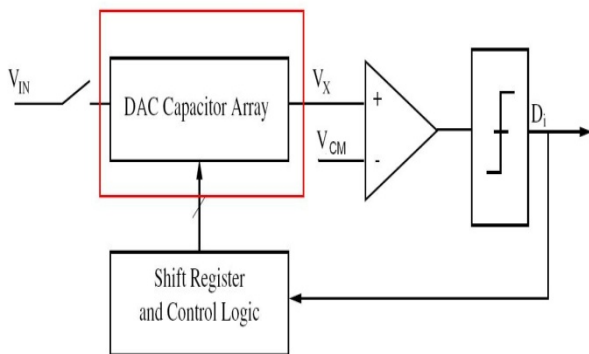 V_IN
DAC Capacitor Array
V_X
+
V_CM
-
D_i
Shift Register
and Control Logic